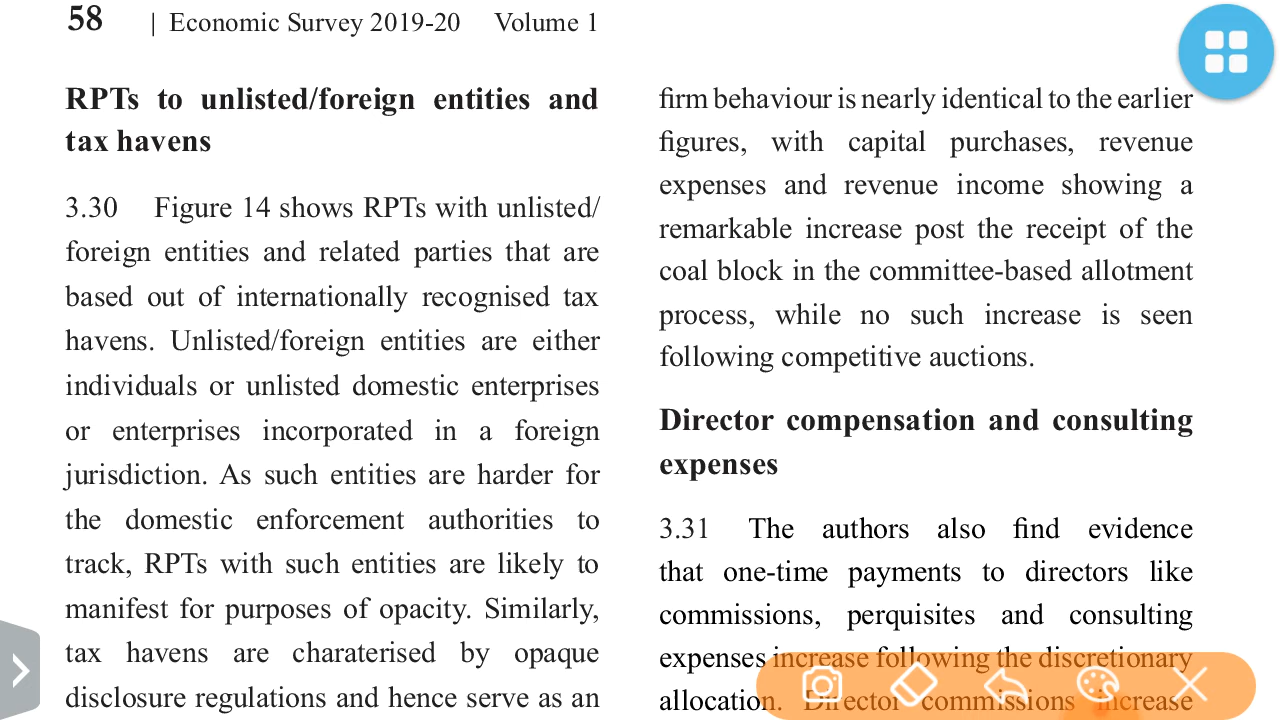 58 | Economic Survey 2019-20 Volume 1
RPTs to unlisted/foreign entities and
tax havens
3.30 Figure 14 shows RPTs with unlisted/
foreign entities and related parties that are
based out of internationally recognised tax
havens. Unlisted/foreign entities are either
individuals or unlisted domestic enterprises
or enterprises incorporated in a foreign
jurisdiction. As such entities are harder for
the domestic enforcement authorities to
track, RPTs with such entities are likely to
manifest for purposes of opacity. Similarly,
tax havens are charaterised by opaque
disclosure regulations and hence serve as an
firm behaviour is nearly identical to the earlier
figures, with capital purchases, revenue
expenses and revenue income showing a
remarkable increase post the receipt of the
coal block in the committee-based allotment
process, while no such increase is seen
following competitive auctions.
Director compensation and consulting
expenses
3.31 The authors also find evidence
that one-time payments to directors like
commissions, perquisites and consulting
expenses increase following the discretionary
allocation. Director commissions increase